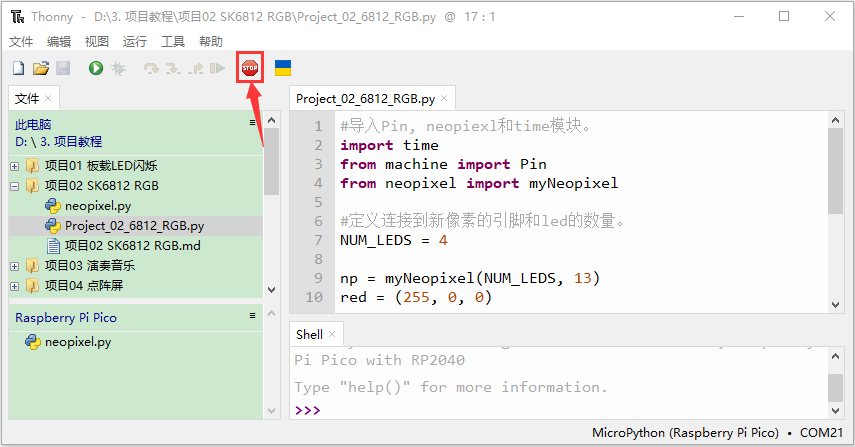 Thonny - D:\3. 项目教程\项目02 SK6812 RGB\Project_02_6812_RGB.py @ 17 : 1
文件 编辑 视图 运行 工具 帮助
STOP
文件 ×
此电脑
D: \ 3. 项目教程
项目01 板载LED闪烁
项目02 SK6812 RGB
neopixel.py
Project_02_6812_RGB.py
项目02 SK6812 RGB.md
项目03 演奏音乐
项目04 点阵屏
Raspberry Pi Pico
neopixel.py
Project_02_6812_RGB.py ×
1 #导入Pin, neopiexl和time模块。
2 import time
3 from machine import Pin
4 from neopixel import myNeopixel
5
6 #定义连接到新像素的引脚和led的数量。
7 NUM_LEDS = 4
8
9 np = myNeopixel(NUM_LEDS, 13)
10 red = (255, 0, 0)
Shell ×
Pi Pico with RP2040
Type "help()" for more information.
>>>
MicroPython (Raspberry Pi Pico) • COM21